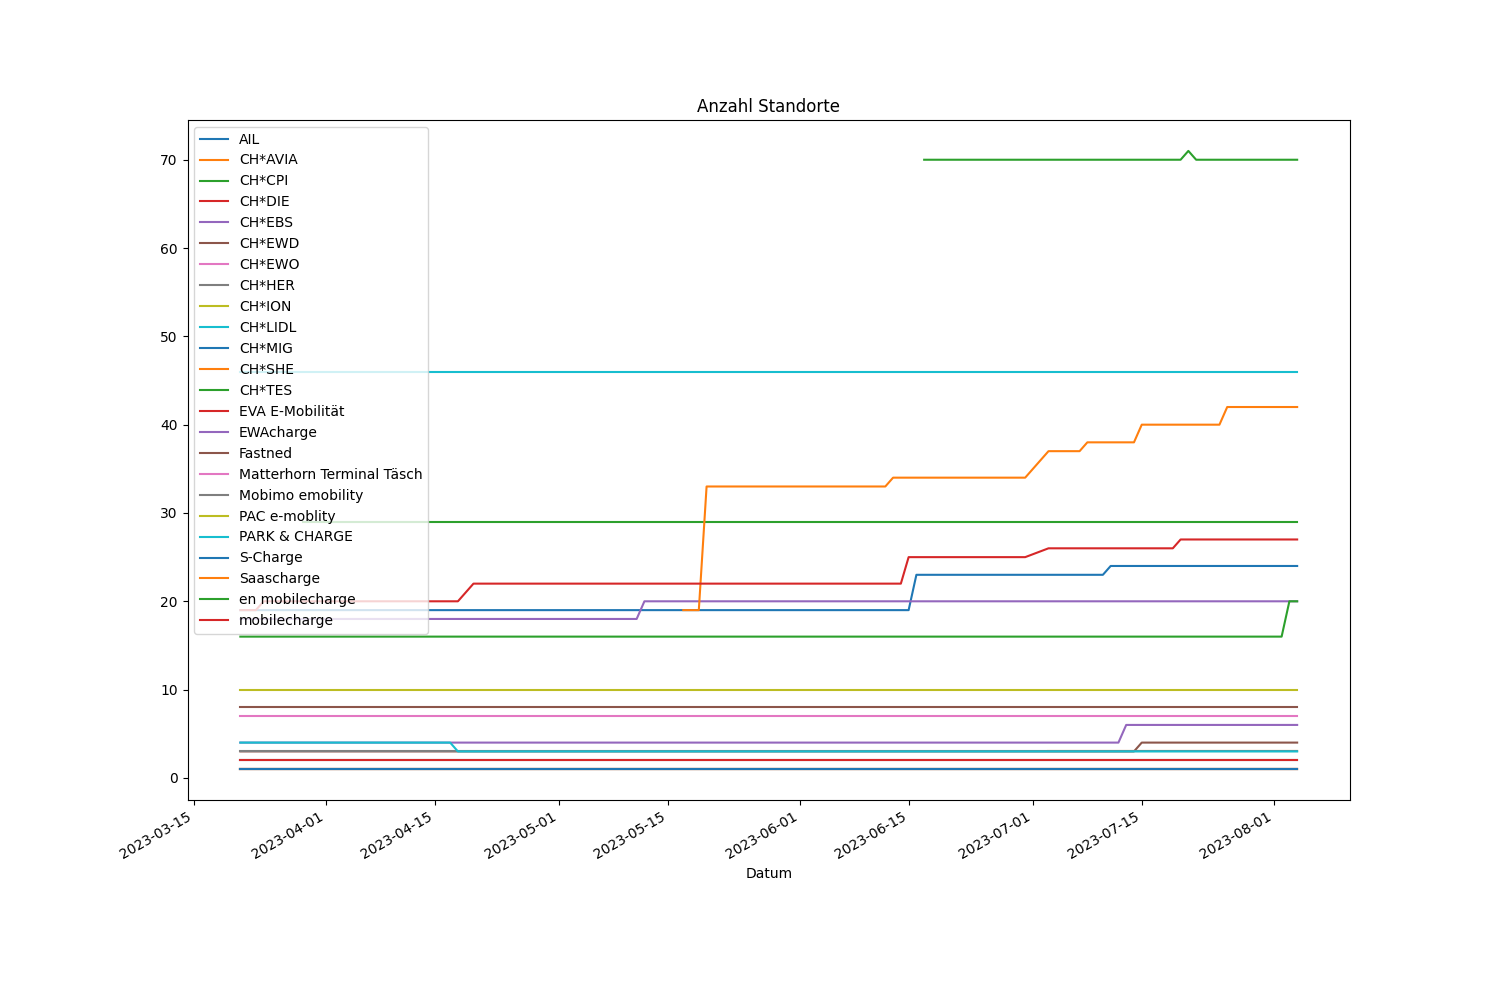 Anzahl Standorte
AIL
CH*AVIA
CH*CPI
CH*DIE
CH*EBS
CH*EWD
CH*EWO
CH*HER
CH*ION
CH*LIDL
CH*MIG
CH*SHE
CH*TES
EVA E-Mobilität
EWAcharge
Fastned
Matterhorn Terminal Täsch
Mobimo emobility
PAC e-moblity
PARK & CHARGE
S-Charge
Saascharge
en mobilecharge
mobilecharge
70
60
50
40
30
20
10
0
2023-03-15
2023-04-01
2023-04-15
2023-05-01
2023-05-15
2023-06-01
2023-06-15
2023-07-01
2023-07-15
2023-08-01
Datum